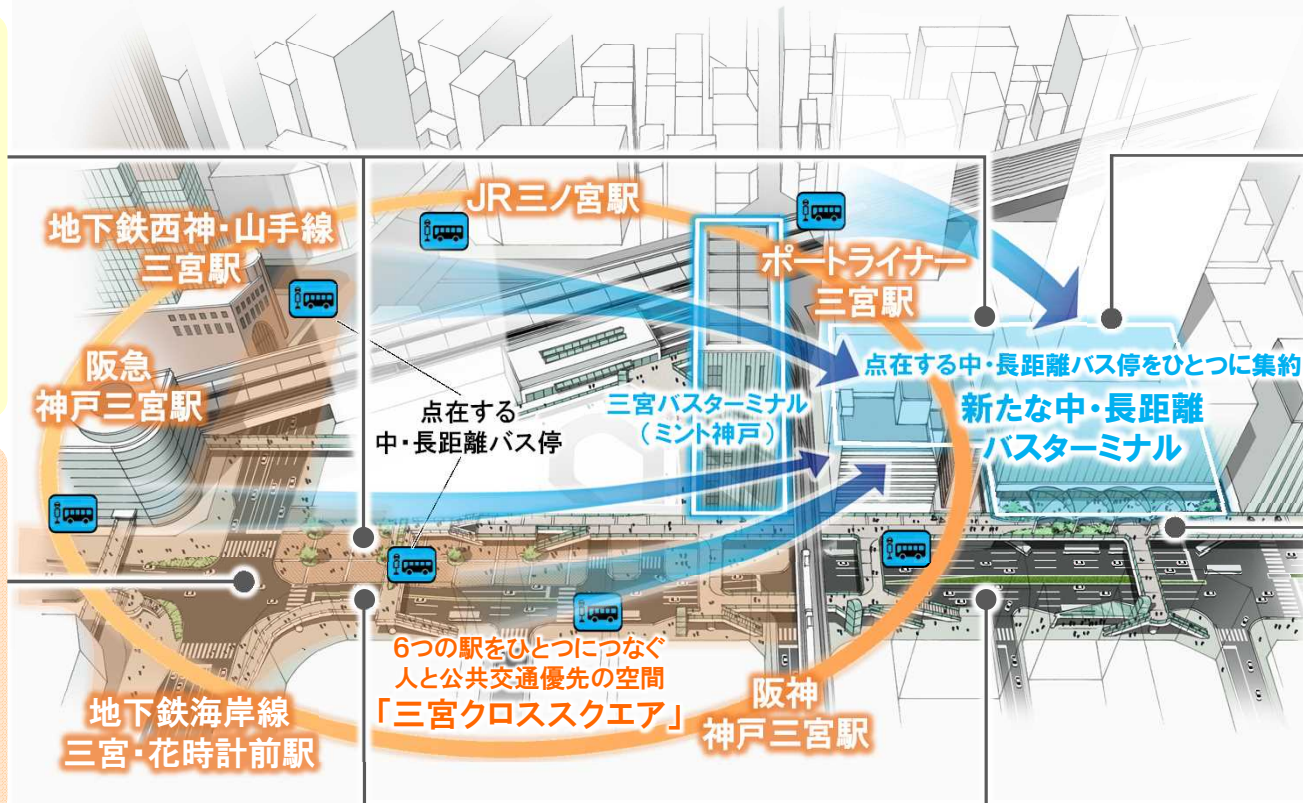 JR三ノ宮駅
地下鉄西神・山手線
三宮駅
ポートライナー
三宮駅
阪急
神戸三宮駅
点在する
中・長距離バス停
三宮バスターミナル
（ミント神戸）
点在する中・長距離バス停をひとつに集約
新たな中・長距離
バスターミナル
6つの駅をひとつにつなぐ
人と公共交通優先の空間
「三宮クロススクエア」
阪神
神戸三宮駅
地下鉄海岸線
三宮・花時計前駅